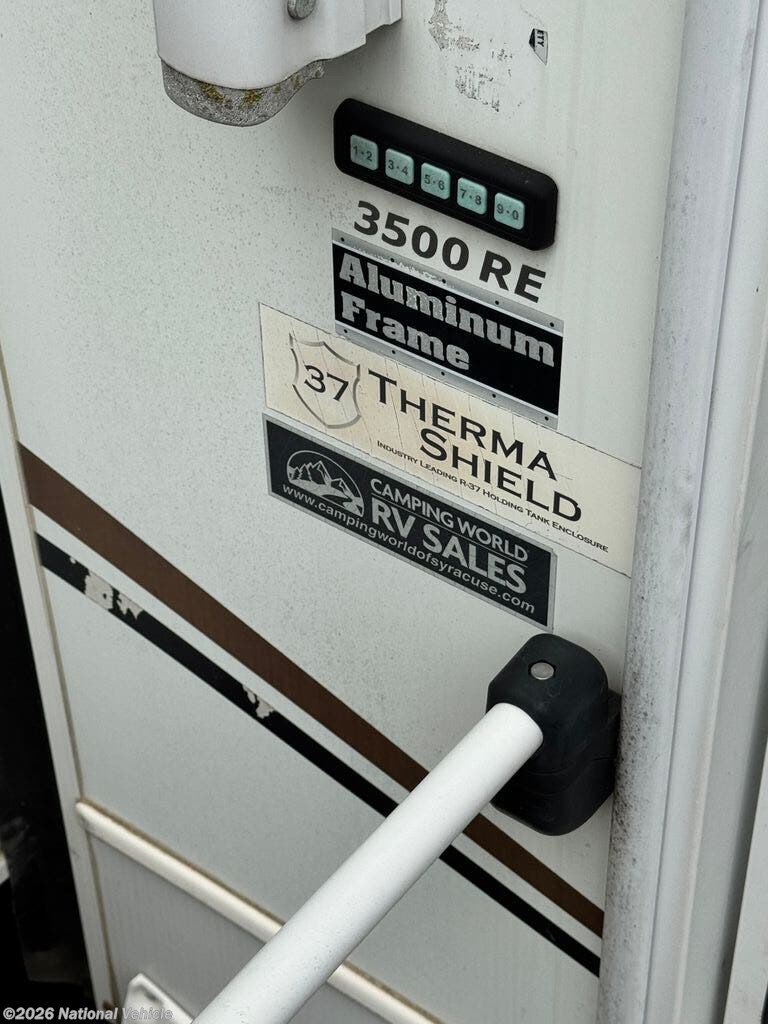 1·2 3·4 5·6 7·8 9·0
3500 RE
Aluminum
Frame
37
THERMA
SHIELD
INDUSTRY LEADING R-37 HOLDING TANK ENCLOSURE
CAMPING WORLD
RV SALES
www.campingworldofsyracuse.com
©2026 National Vehicle